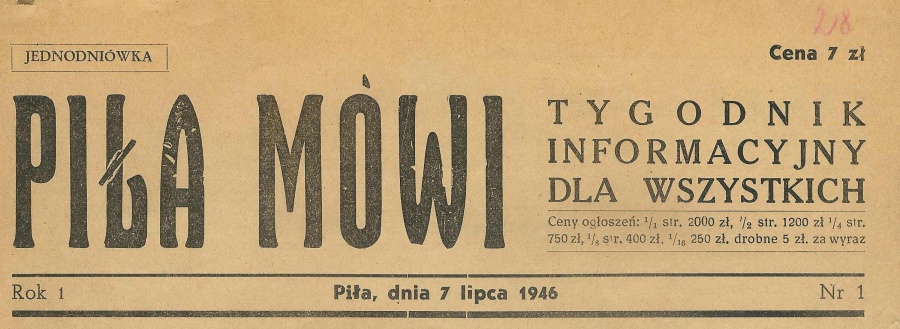 28
JEDNODNIÓWKA
Cena 7 zł
PIŁA MÓWI
TYGODNIK
INFORMACYJNY
DLA WSZYSTKICH
Ceny ogłoszeń: 1/1 str. 2000 zł, 1/2 str. 1200 zł 1/4 str.
750 zł, 1/8 str. 400 zł. 1/16 250 zł. drobne 5 zł. za wyraz
Rok 1
Piła, dnia 7 lipca 1946
Nr 1